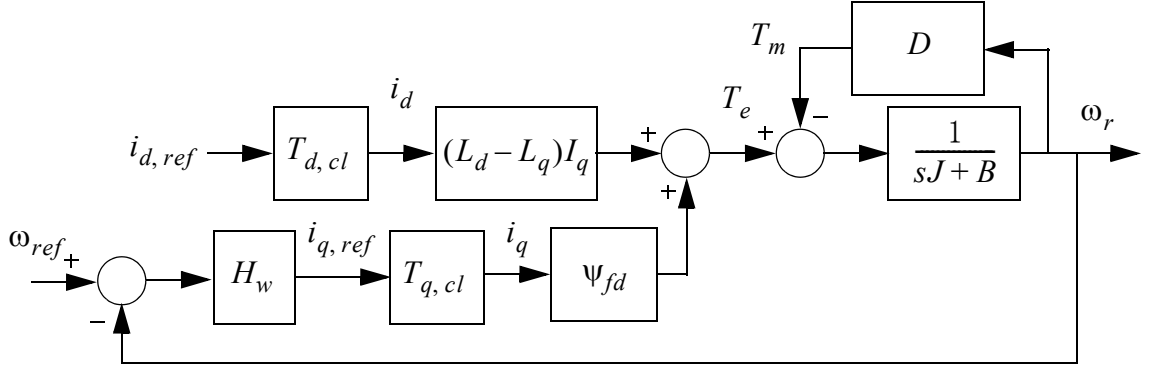 D
T_m
i_d
T_e
ω_r
i_{d, ref}
T_{d, cl}
(L_d – L_q)I_q
+
+
–
1
sJ + B
+
ω_{ref}
+
i_{q, ref}
i_q
H_w
T_{q, cl}
ψ_{fd}
–